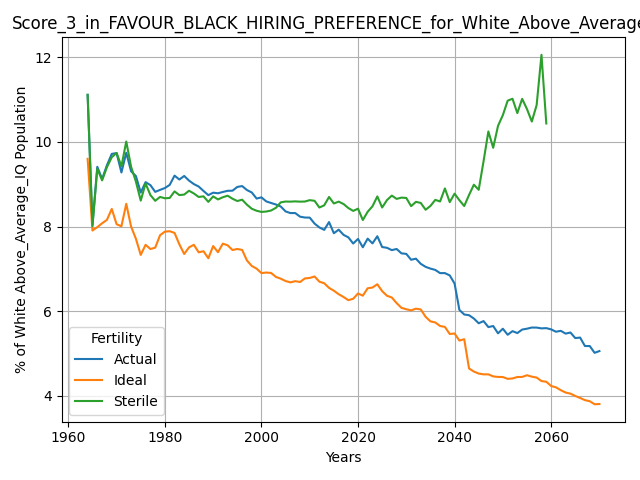 Score_3_in_FAVOUR_BLACK_HIRING_PREFERENCE_for_White_Above_Average
% of White Above_Average_IQ Population
12
10
8
6
4
Fertility
Actual
Ideal
Sterile
1960 1980 2000 2020 2040 2060
Years